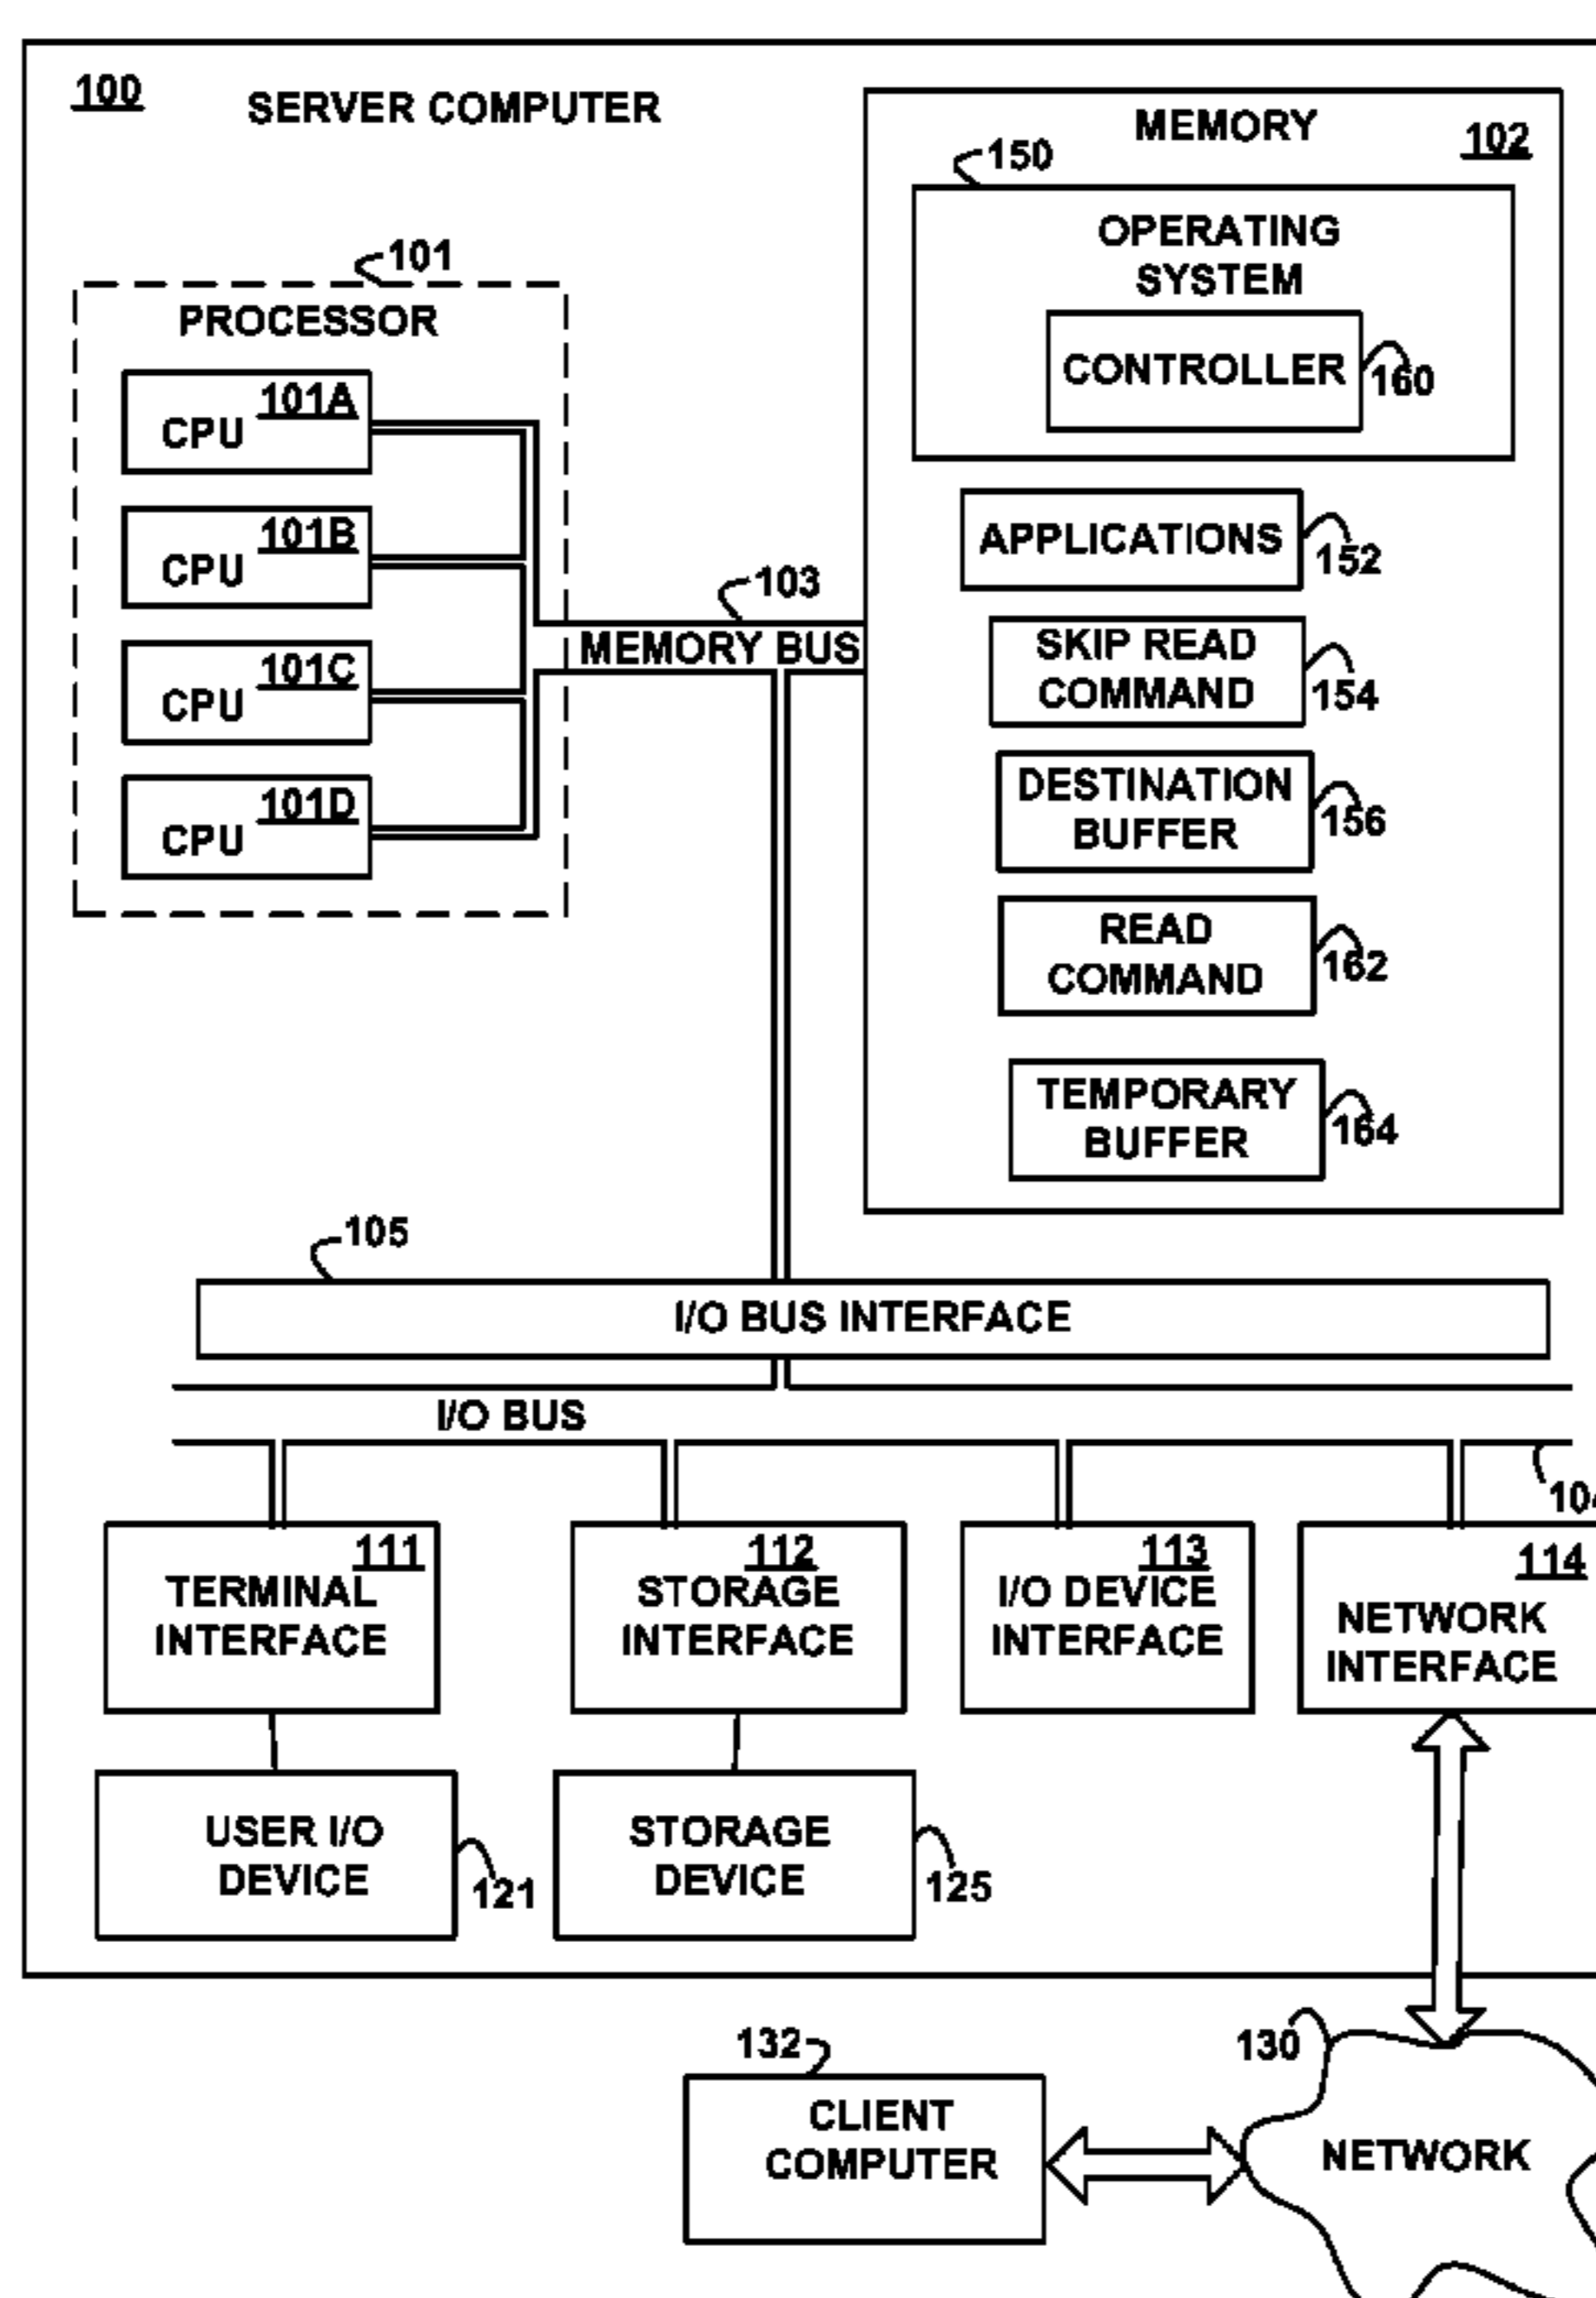 100
SERVER COMPUTER
MEMORY
102
150
OPERATING
SYSTEM
CONTROLLER
160
101
PROCESSOR
101A
CPU
101B
CPU
101C
CPU
101D
CPU
103
MEMORY BUS
APPLICATIONS
152
SKIP READ
COMMAND
154
DESTINATION
BUFFER
156
READ
COMMAND
162
TEMPORARY
BUFFER
164
105
I/O BUS INTERFACE
I/O BUS
104
111
TERMINAL
INTERFACE
112
STORAGE
INTERFACE
113
I/O DEVICE
INTERFACE
114
NETWORK
INTERFACE
USER I/O
DEVICE
121
STORAGE
DEVICE
125
132
CLIENT
COMPUTER
130
NETWORK